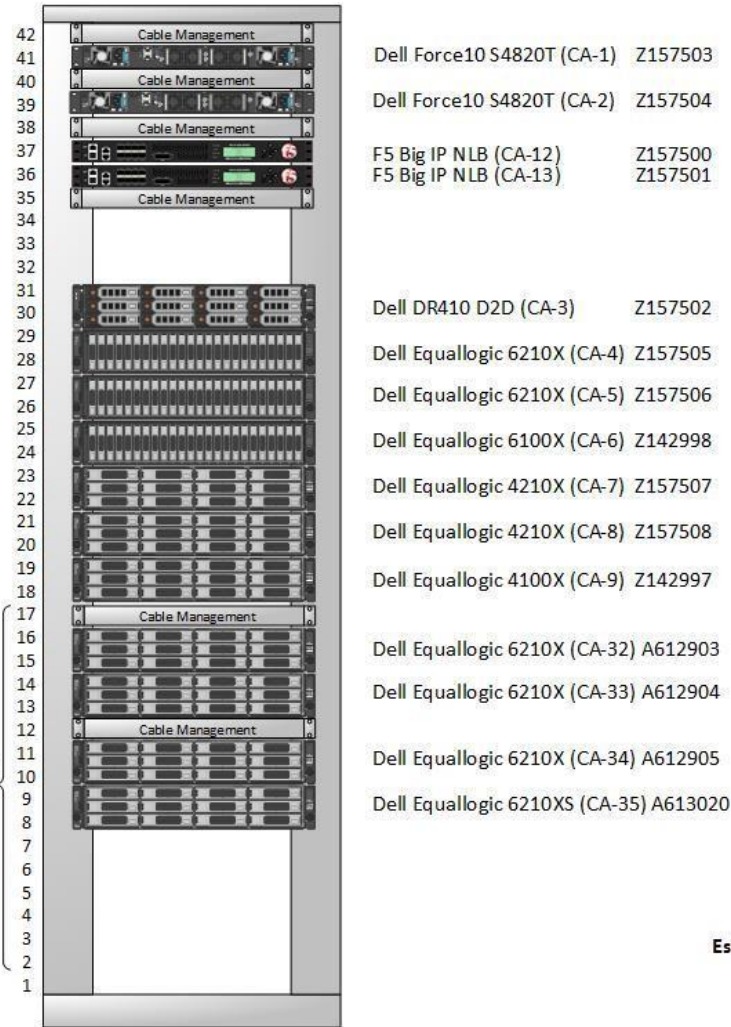 42 Cable Management
41 Dell Force10 S4820T (CA-1) Z157503
40 Cable Management
39 Dell Force10 S4820T (CA-2) Z157504
38 Cable Management
37 F5 Big IP NLB (CA-12) Z157500
36 F5 Big IP NLB (CA-13) Z157501
35 Cable Management
34
33
32
31
30 Dell DR410 D2D (CA-3) Z157502
29
28 Dell Equallogic 6210X (CA-4) Z157505
27
26 Dell Equallogic 6210X (CA-5) Z157506
25
24 Dell Equallogic 6100X (CA-6) Z142998
23
22 Dell Equallogic 4210X (CA-7) Z157507
21
20 Dell Equallogic 4210X (CA-8) Z157508
19
18 Dell Equallogic 4100X (CA-9) Z142997
17 Cable Management
16
15 Dell Equallogic 6210X (CA-32) A612903
14
13 Dell Equallogic 6210X (CA-33) A612904
12 Cable Management
11
10 Dell Equallogic 6210X (CA-34) A612905
9
8 Dell Equallogic 6210XS (CA-35) A613020
7
6
5
4
3
2 Es
1